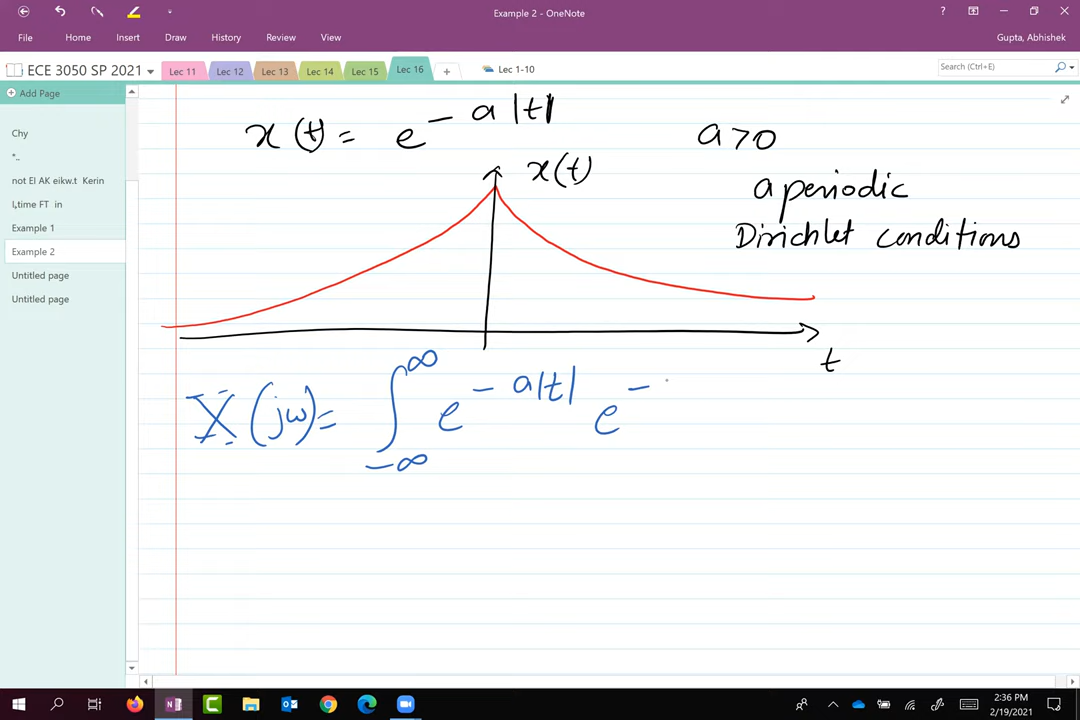 Example 2 - OneNote
?
File Home Insert Draw History Review View Gupta, Abhishek
ECE 3050 SP 2021 Lec 11 Lec 12 Lec 13 Lec 14 Lec 15 Lec 16 + Lec 1-10 Search (Ctrl+E)
Add Page
Chy
*_
not El AK eikw.t Kerin
I,time FT in
Example 1
Example 2
Untitled page
Untitled page
x(t) = e^{-a|t|} a>0
x(t)
aperiodic
Dirichlet conditions
t
X(jω) = ∫_{-∞}^{∞} e^{-a|t|} e^{-
2:36 PM
2/19/2021